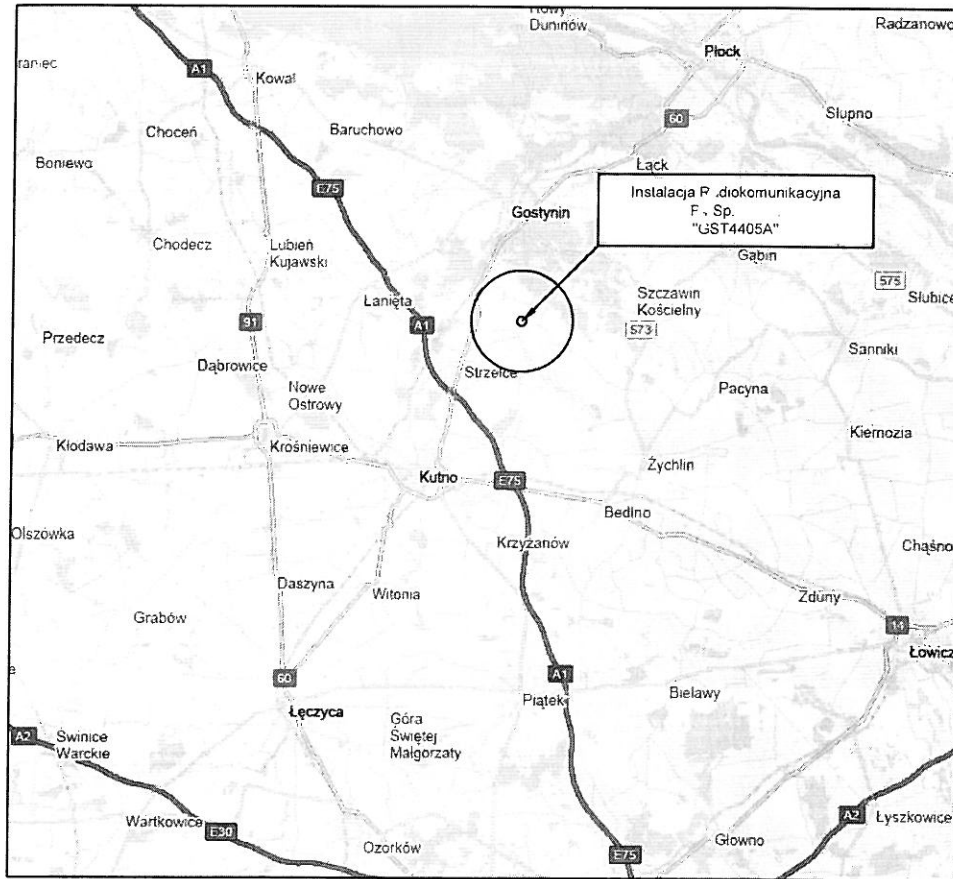 Nowy
Duninów
Radzanowo
Płock
raniec
A1
Kowal
Słupno
60
Choceń
Baruchowo
Boniewo
Łąck
E75
Instalacja
Sp.
"GST4405A"
Gostynin
Chodecz
Lubień
Kujawski
Gąbin
575
Słubice
Szczawin
Kościelny
Łanięta
91
A1
573
Przedecz
Sanniki
Dąbrowice
Strzelce
Nowe
Ostrowy
Pacyna
Kiernozia
Kłodawa
Krośniewice
Żychlin
Kutno
E75
Bedlno
Olszówka
Krzyżanów
Chąśno
Daszyna
Witonia
Zduny
Grabów
14
Łowicz
e
60
A1
Piątek
Bielawy
Łęczyca
Góra
Świętej
Małgorzaty
A2
Świnice
Warckie
Wartkowice
E30
A2
Łyszkowice
Ozorków
E75
Głowno